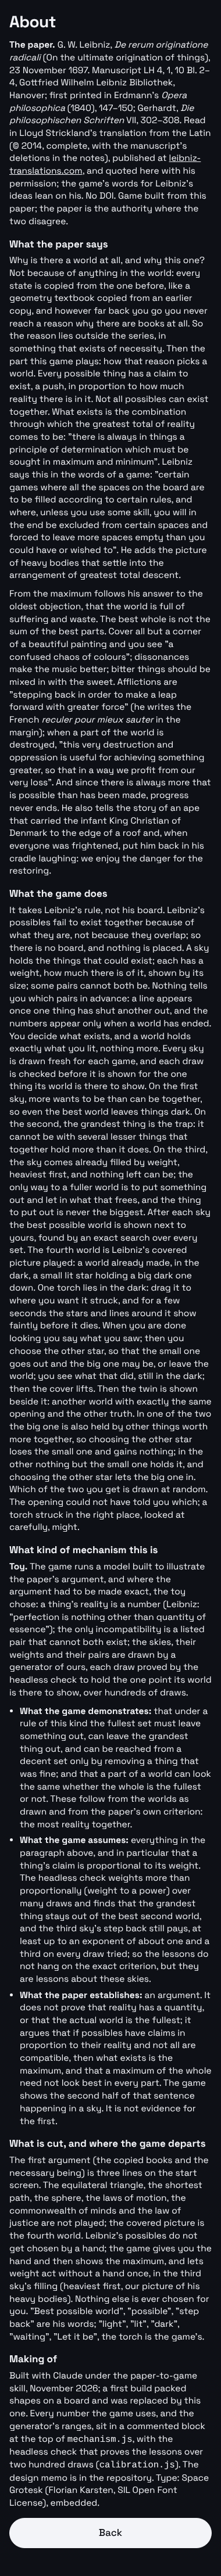 About
The paper. G. W. Leibniz, De rerum originatione
radicali (On the ultimate origination of things),
23 November 1697. Manuscript LH 4, 1, 10 Bl. 2–
4, Gottfried Wilhelm Leibniz Bibliothek,
Hanover; first printed in Erdmann's Opera
philosophica (1840), 147–150; Gerhardt, Die
philosophischen Schriften VII, 302–308. Read
in Lloyd Strickland's translation from the Latin
(© 2014, complete, with the manuscript's
deletions in the notes), published at leibniz-
translations.com, and quoted here with his
permission; the game's words for Leibniz's
ideas lean on his. No DOI. Game built from this
paper; the paper is the authority where the
two disagree.
What the paper says
Why is there a world at all, and why this one?
Not because of anything in the world: every
state is copied from the one before, like a
geometry textbook copied from an earlier
copy, and however far back you go you never
reach a reason why there are books at all. So
the reason lies outside the series, in
something that exists of necessity. Then the
part this game plays: how that reason picks a
world. Every possible thing has a claim to
exist, a push, in proportion to how much
reality there is in it. Not all possibles can exist
together. What exists is the combination
through which the greatest total of reality
comes to be: "there is always in things a
principle of determination which must be
sought in maximum and minimum". Leibniz
says this in the words of a game: "certain
games in whose all the spaces on a board are
to be filled according to certain rules, and
where, unless you use some skill, you will in
the end be excluded from certain spaces and
forced to leave more spaces empty than you
could have or wished to". He adds the picture
of heavy bodies that settle into the
arrangement of greatest total descent.
From the maximum follows his answer to the
oldest objection, that the world is full of
suffering and waste. The best whole is not the
sum of the best parts. Cover all but a corner
of a beautiful painting and you see "a
confused chaos of colours"; dissonances
make the music better; bitter things should be
mixed in with the sweet. Afflictions are
"stepping back in order to make a leap
forward with greater force" (he writes the
French reculer pour mieux sauter in the
margin); when a part of the world is
destroyed, "this very destruction and
oppression is useful for achieving something
greater, so that in a way we profit from our
very loss". And since there is always more that
is possible than has been made, progress
never ends. He also tells the story of an ape
that carried the infant King Christian of
Denmark to the edge of a roof and, when
everyone was frightened, put him back in his
cradle laughing: we enjoy the danger for the
restoring.
What the game does
It takes Leibniz's rule, not his board. Leibniz's
possibles fail to exist together because of
what they are, not because they overlap; so
there is no board, and nothing is placed. A sky
holds the things that could exist; each has a
weight, how much there is of it, shown by its
size; some pairs cannot both be. Nothing tells
you which pairs in advance: a line appears
once one thing has shut another out, and the
numbers appear only when a world has ended.
You decide what exists, and a world holds
exactly what you lit, nothing more. Every sky
is drawn fresh for each game, and each draw
is checked before it is shown for the one
thing its world is there to show. On the first
sky, more wants to be than can be together,
so even the best world leaves things dark. On
the second, the grandest thing is the trap: it
cannot be with several lesser things that
together hold more than it does. On the third,
the sky comes already filled by weight,
heaviest first, and nothing left can be; the
only way to a fuller world is to put something
out and let in what that frees, and the thing
to put out is never the biggest. After each sky
the best possible world is shown next to
yours, found by an exact search over every
set. The fourth world is Leibniz's covered
picture played: a world already made, in the
dark, a small lit star holding a big dark one
down. One torch lies in the dark: drag it to
where you want it struck, and for a few
seconds the stars and lines around it show
faintly before it dies. When you are done
looking you say what you saw; then you
choose the other star, so that the small one
goes out and the big one may be, or leave the
world; you see what that did, still in the dark;
then the cover lifts. Then the twin is shown
beside it: another world with exactly the same
opening and the other truth. In one of the two
the big one is also held by other things worth
more together, so choosing the other star
loses the small one and gains nothing; in the
other nothing but the small one holds it, and
choosing the other star lets the big one in.
Which of the two you get is drawn at random.
The opening could not have told you which; a
torch struck in the right place, looked at
carefully, might.
What kind of mechanism this is
Toy. The game runs a model built to illustrate
the paper's argument, and where the
argument had to be made exact, the toy
chose: a thing's reality is a number (Leibniz:
"perfection is nothing other than quantity of
essence"); the only incompatibility is a listed
pair that cannot both exist; the skies, their
weights and their pairs are drawn by a
generator of ours, each draw proved by the
headless check to hold the one point its world
is there to show, over hundreds of draws.
• What the game demonstrates: that under a
rule of this kind the fullest set must leave
something out, can leave the grandest
thing out, and can be reached from a
decent set only by removing a thing that
was fine; and that a part of a world can look
the same whether the whole is the fullest
or not. These follow from the worlds as
drawn and from the paper's own criterion:
the most reality together.
• What the game assumes: everything in the
paragraph above, and in particular that a
thing's claim is proportional to its weight.
The headless check weights more than
proportionally (weight to a power) over
many draws and finds that the grandest
thing stays out of the best second world,
and the third sky's step back still pays, at
least up to an exponent of about one and a
third on every draw tried; so the lessons do
not hang on the exact criterion, but they
are lessons about these skies.
• What the paper establishes: an argument. It
does not prove that reality has a quantity,
or that the actual world is the fullest; it
argues that if possibles have claims in
proportion to their reality and not all are
compatible, then what exists is the
maximum, and that a maximum of the whole
need not look best in every part. The game
shows the second half of that sentence
happening in a sky. It is not evidence for
the first.
What is cut, and where the game departs
The first argument (the copied books and the
necessary being) is three lines on the start
screen. The equilateral triangle, the shortest
path, the sphere, the laws of motion, the
commonwealth of minds and the law of
justice are not played; the covered picture is
the fourth world. Leibniz's possibles do not
get chosen by a hand; the game gives you the
hand and then shows the maximum, and lets
weight act without a hand once, in the third
sky's filling (heaviest first, our picture of his
heavy bodies). Nothing else is ever chosen for
you. "Best possible world", "possible", "step
back" are his words; "light", "lit", "dark",
"waiting", "Let it be", the torch is the game's.
Making of
Built with Claude under the paper-to-game
skill, November 2026; a first build packed
shapes on a board and was replaced by this
one. Every number the game uses, and the
generator's ranges, sit in a commented block
at the top of mechanism.js, with the
headless check that proves the lessons over
two hundred draws (calibration.js). The
design memo is in the repository. Type: Space
Grotesk (Florian Karsten, SIL Open Font
License), embedded.
Back